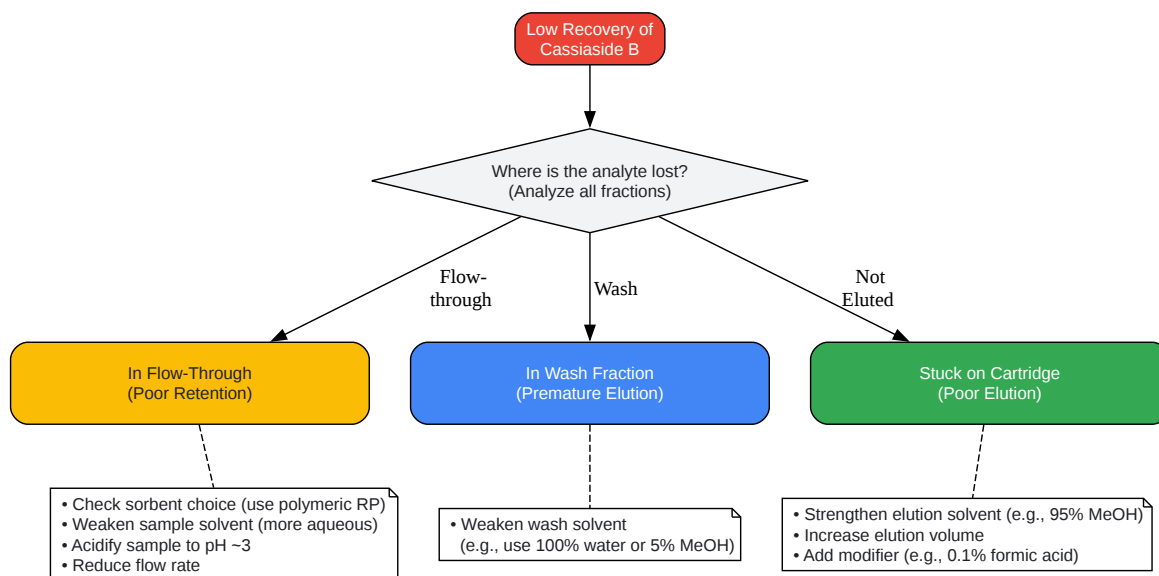 Low Recovery of
Cassiaside B
Where is the analyte lost?
(Analyze all fractions)
Flow-
through
Wash
Not
Eluted
In Flow-Through
(Poor Retention)
In Wash Fraction
(Premature Elution)
Stuck on Cartridge
(Poor Elution)
• Check sorbent choice (use polymeric RP)
• Weaken sample solvent (more aqueous)
• Acidify sample to pH ~3
• Reduce flow rate
• Weaken wash solvent
(e.g., use 100% water or 5% MeOH)
• Strengthen elution solvent (e.g., 95% MeOH)
• Increase elution volume
• Add modifier (e.g., 0.1% formic acid)